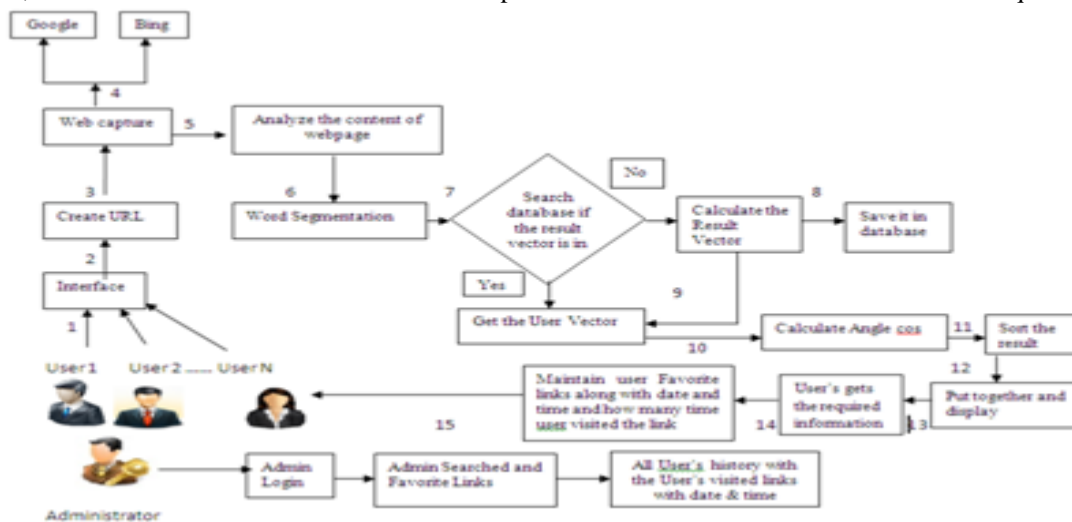 Google
Bing
4
Web capture
5
Analyze the content of
webpage
3
6
7
No
8
Create URL
Word Segmentation
Search
database if
the result
vector is in.
Calculate the
Result
Vector
Save it in
database
2
Interface
Yes
9
1
Get the User Vector
10
Calculate Angle cos
11
Sort the
result
User1
User 2 ...... User N
12
Maintain user Favorite
links along with date and
time and how many time
user visited the link
User's gets
the required
information
Put together and
display
15
14
13
Admin
Login
Admin Searched and
Favorite Links
All User's history with
the User's visited links
with date & time
Administrator